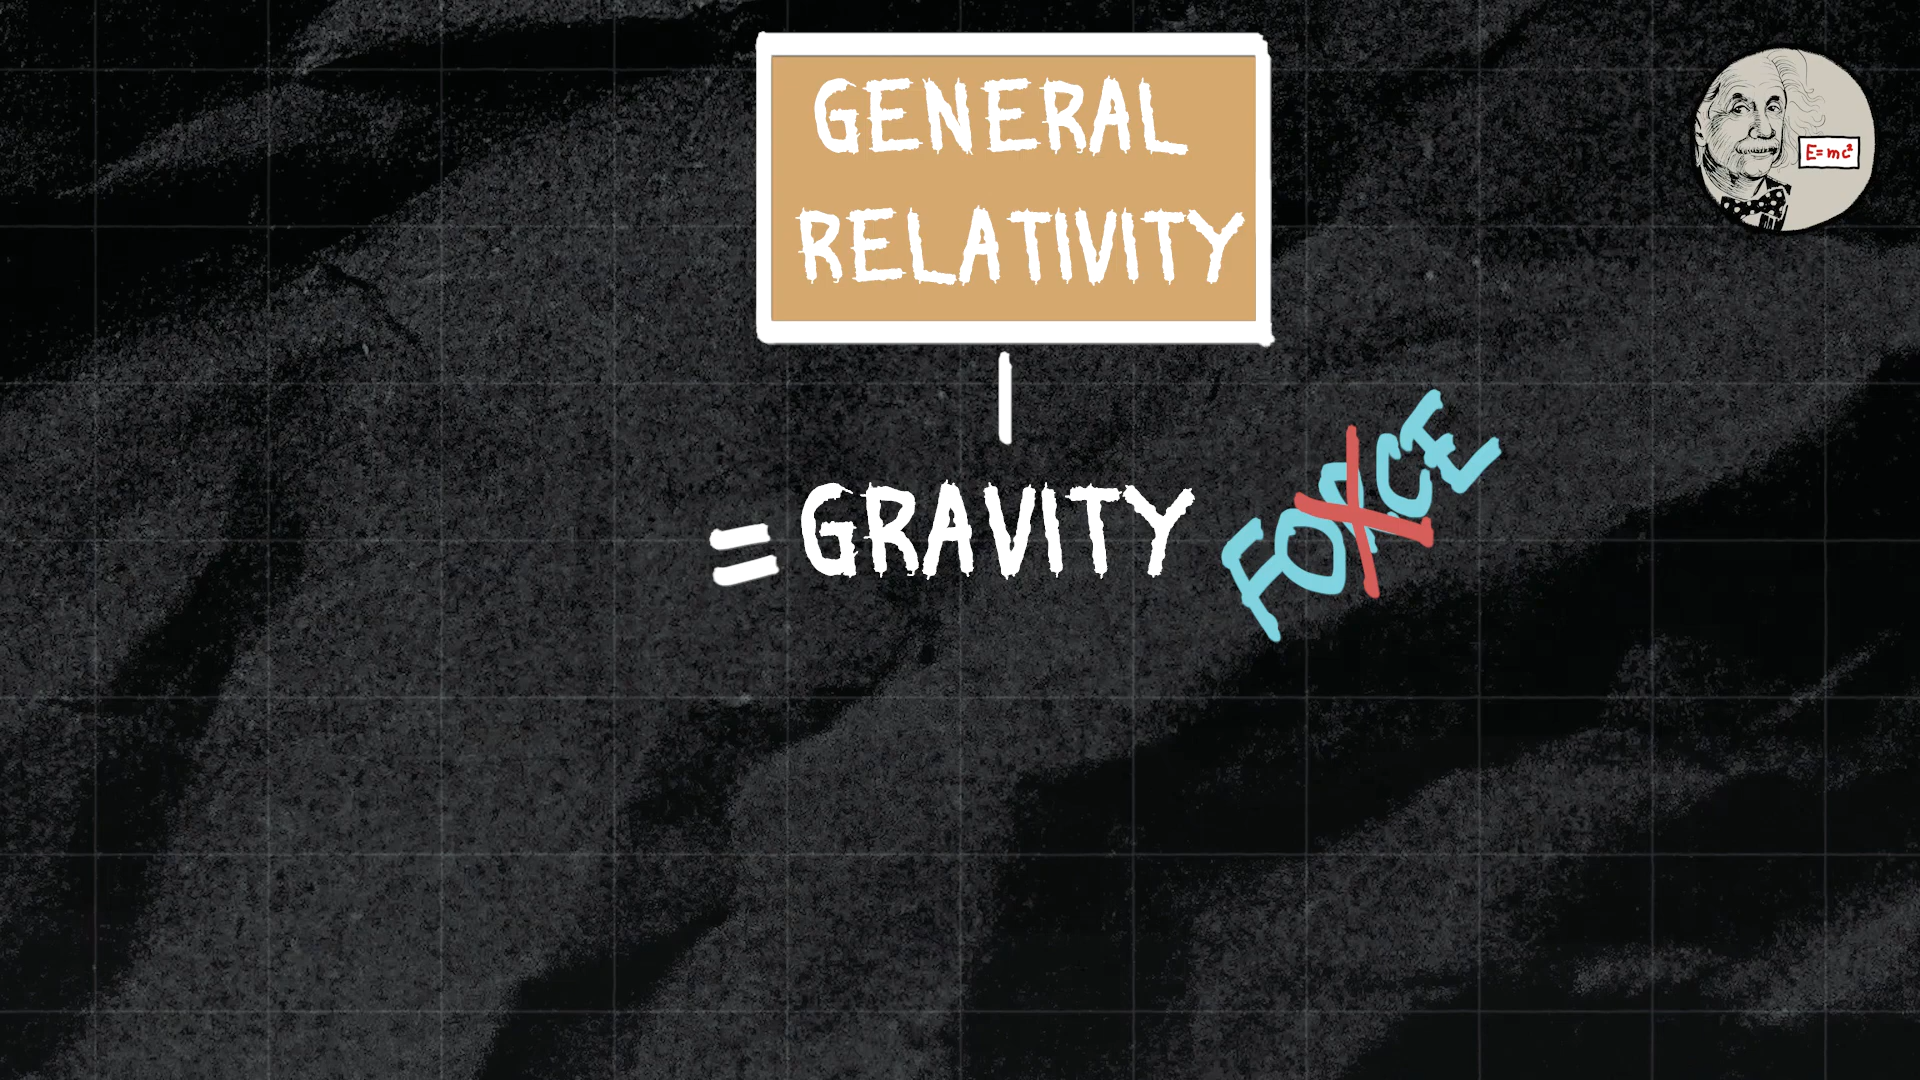 GENERAL
RELATIVITY
E=mc²
= GRAVITY
FORCE